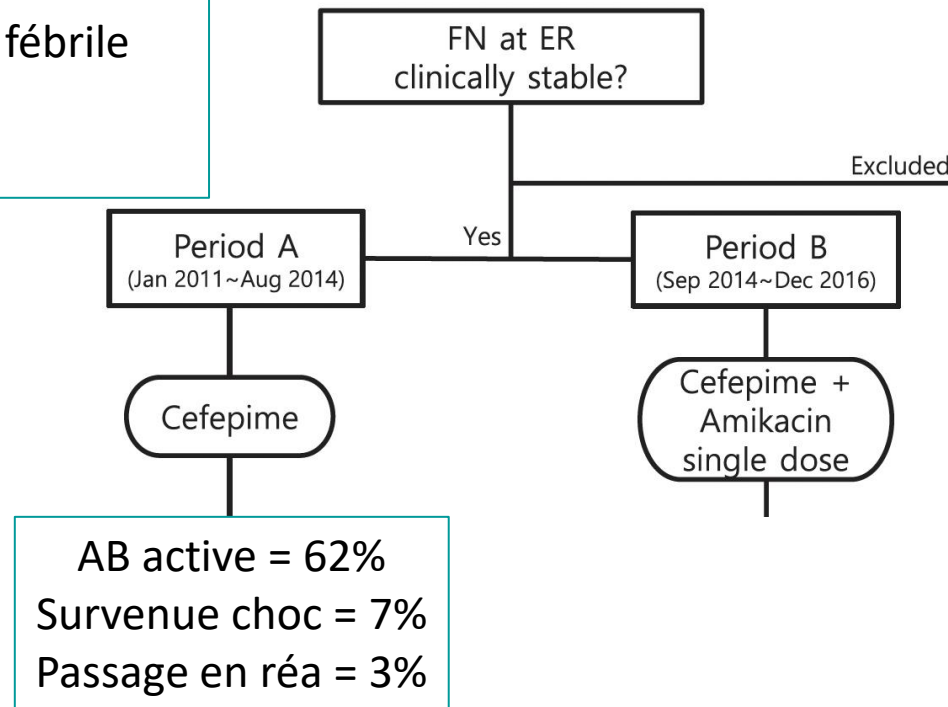 fébrile
FN at ER
clinically stable?
Excluded
Yes
Period A
(Jan 2011~Aug 2014)
Period B
(Sep 2014~Dec 2016)
Cefepime
Cefepime +
Amikacin
single dose
AB active = 62%
Survenue choc = 7%
Passage en réa = 3%